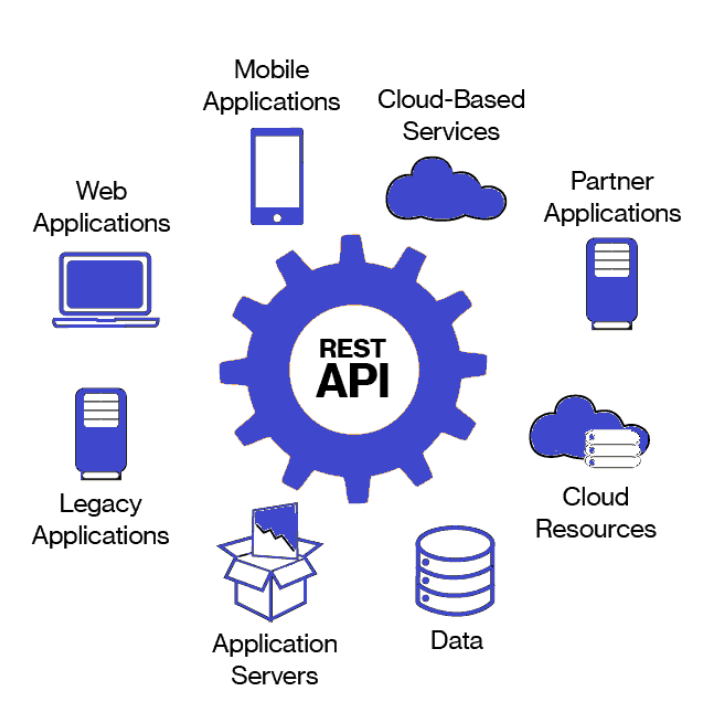 Mobile
Applications
Cloud-Based
Services
Partner
Applications
Web
Applications
REST
API
Legacy
Applications
Cloud
Resources
Application
Servers
Data